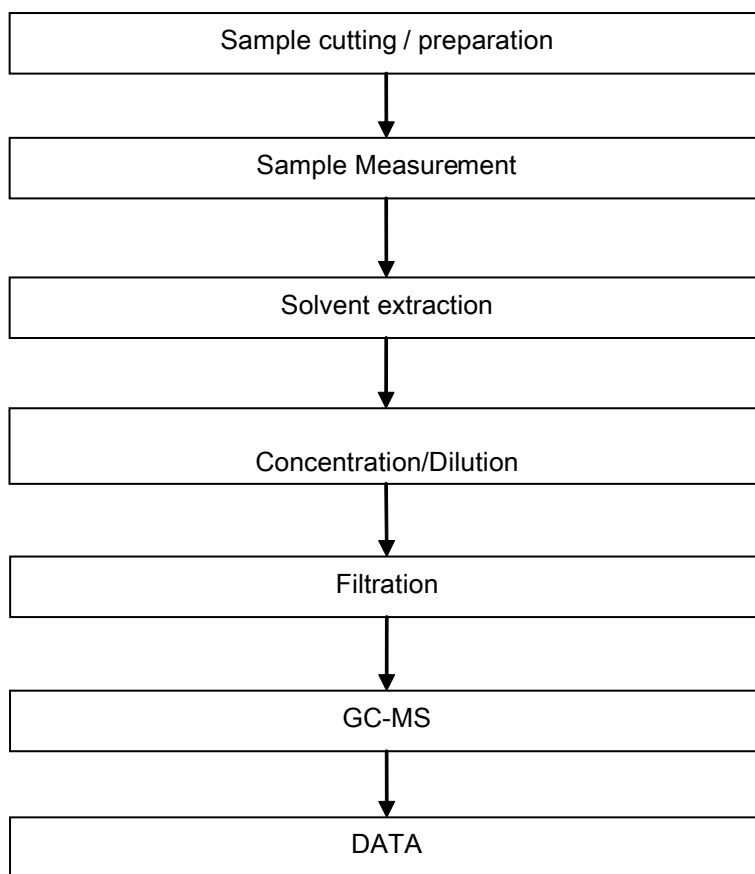 Sample cutting / preparation
Sample Measurement
Solvent extraction
Concentration/Dilution
Filtration
GC-MS
DATA